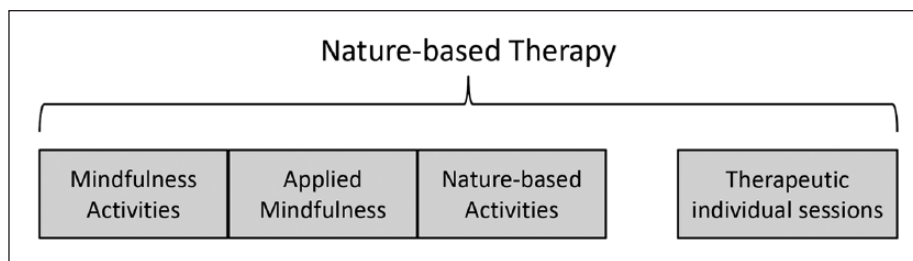 Nature-based Therapy
Mindfulness
Activities
Applied
Mindfulness
Nature-based
Activities
Therapeutic
individual sessions